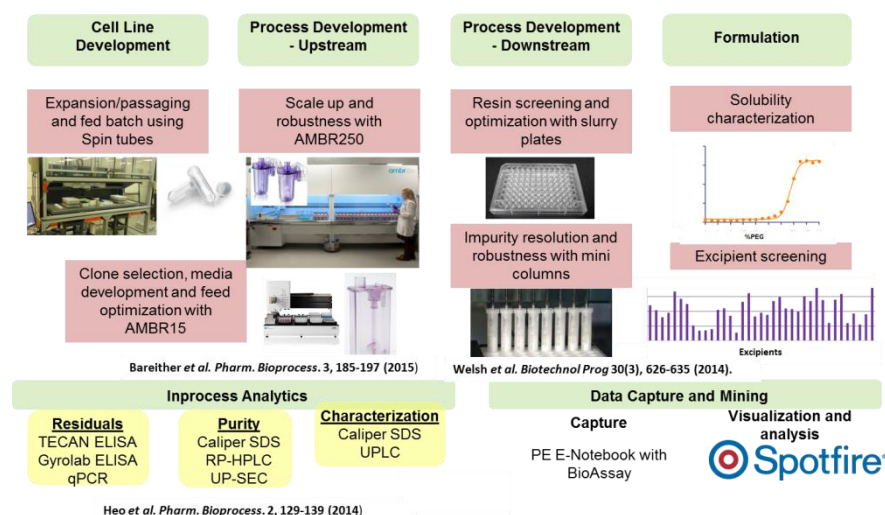 Cell Line
Development
Process Development
- Upstream
Process Development
- Downstream
Formulation
Expansion/passaging
and fed batch using
Spin tubes
Scale up and
robustness with
AMBR250
Resin screening and
optimization with slurry
plates
Solubility
characterization
ambr
%PEG
Clone selection, media
development and feed
optimization with
AMBR15
Impurity resolution and
robustness with mini
columns
Excipient screening
Excipients
Bareither et al. Pharm. Bioprocess. 3, 185-197 (2015)
Welsh et al. Biotechnol Prog 30(3), 626-635 (2014).
Inprocess Analytics
Data Capture and Mining
Residuals
TECAN ELISA
Gyrolab ELISA
qPCR
Purity
Caliper SDS
RP-HPLC
UP-SEC
Characterization
Caliper SDS
UPLC
Capture
PE E-Notebook with
BioAssay
Visualization and
analysis
Spotfire
Heo et al. Pharm. Bioprocess. 2, 129-139 (2014)